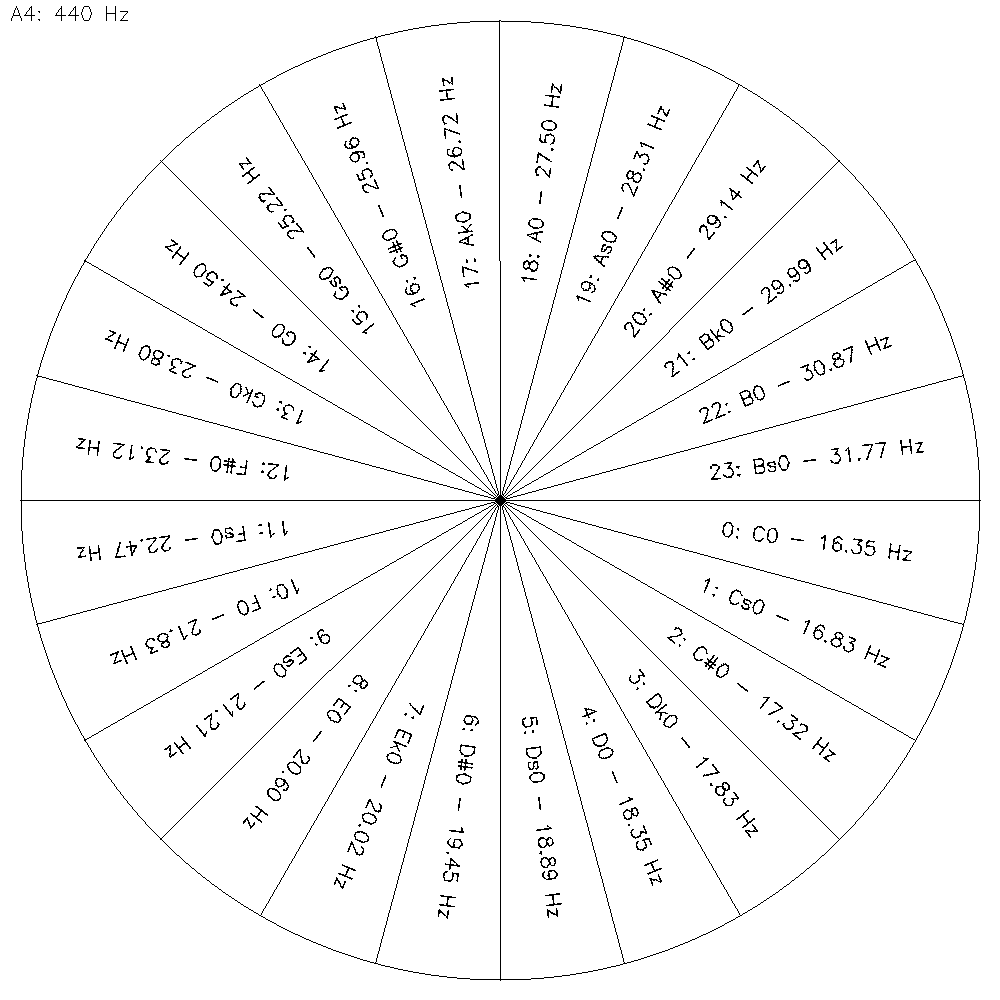 A4: 440 Hz
0: C0 - 16.35 Hz
1: Cs0 - 16.83 Hz
2: C#0 - 17.32 Hz
3: Dk0 - 17.83 Hz
4: D0 - 18.35 Hz
5: Ds0 - 18.89 Hz
6: D#0 - 19.45 Hz
7: Ek0 - 20.02 Hz
8: E0 - 20.60 Hz
9: Es0 - 21.21 Hz
10: F0 - 21.83 Hz
11: Fs0 - 22.47 Hz
12: F#0 - 23.12 Hz
13: Gk0 - 23.80 Hz
14: G0 - 24.50 Hz
15: Gs0 - 25.22 Hz
16: G#0 - 25.96 Hz
17: Ak0 - 26.72 Hz
18: A0 - 27.50 Hz
19: As0 - 28.31 Hz
20: A#0 - 29.14 Hz
21: Bk0 - 29.99 Hz
22: B0 - 30.87 Hz
23: Bs0 - 31.77 Hz